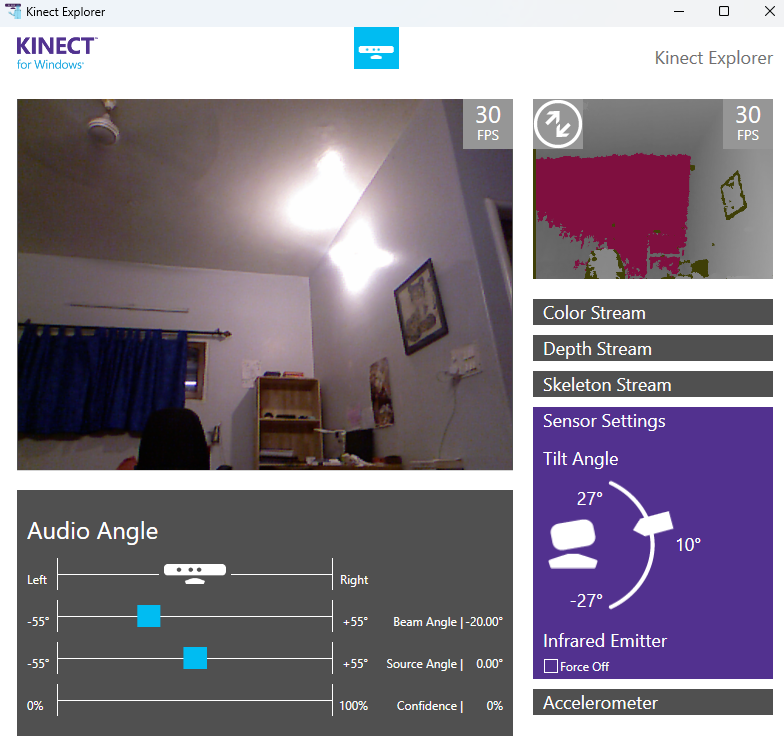 Kinect Explorer
KINECT™
for Windows®
Kinect Explorer
30
FPS
30
FPS
Color Stream
Depth Stream
Skeleton Stream
Sensor Settings
Tilt Angle
27°
10°
-27°
Infrared Emitter
Force Off
Accelerometer
Audio Angle
Left
Right
-55°
+55°
Beam Angle | -20.00°
-55°
+55°
Source Angle | 0.00°
0%
100%
Confidence | 0%